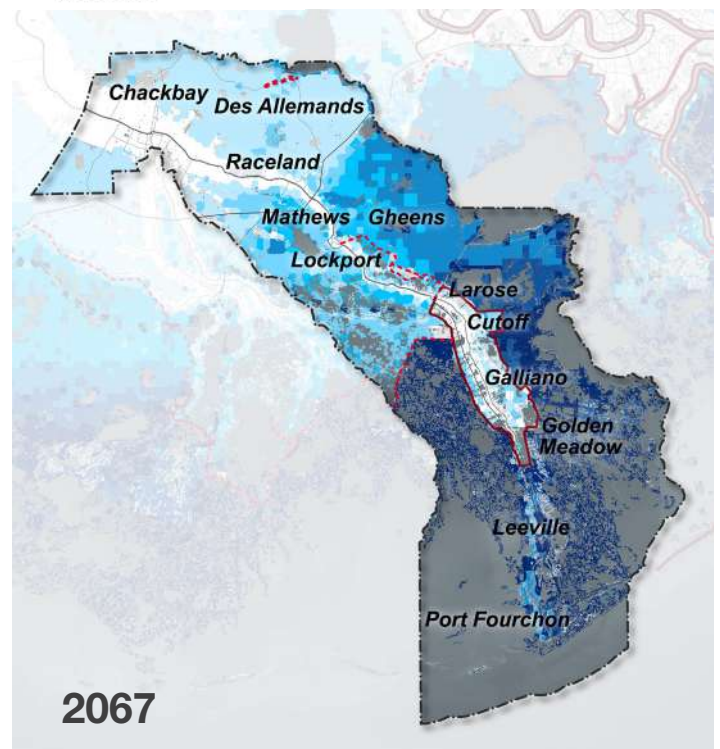 Chackbay
Des Allemands
Raceland
Mathews
Gheens
Lockport
Larose
Cutoff
Galliano
Golden
Meadow
Leeville
Port Fourchon
2067